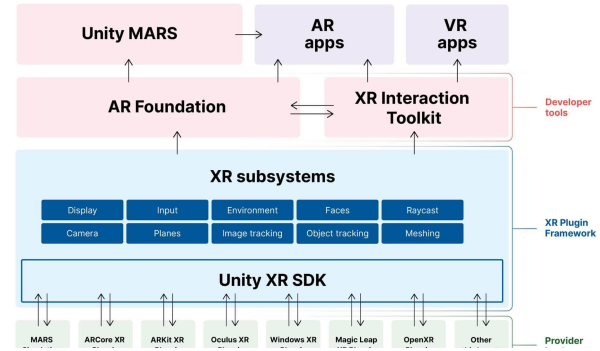 Unity MARS
AR
apps
VR
apps
AR Foundation
XR Interaction
Toolkit
Developer
tools
XR subsystems
Display
Input
Environment
Faces
Raycast
Camera
Planes
Image tracking
Object tracking
Meshing
XR Plugin
Framework
Unity XR SDK
MARS
ARCore XR
ARKit XR
Oculus XR
Windows XR
Magic Leap
OpenXR
Other
Provider